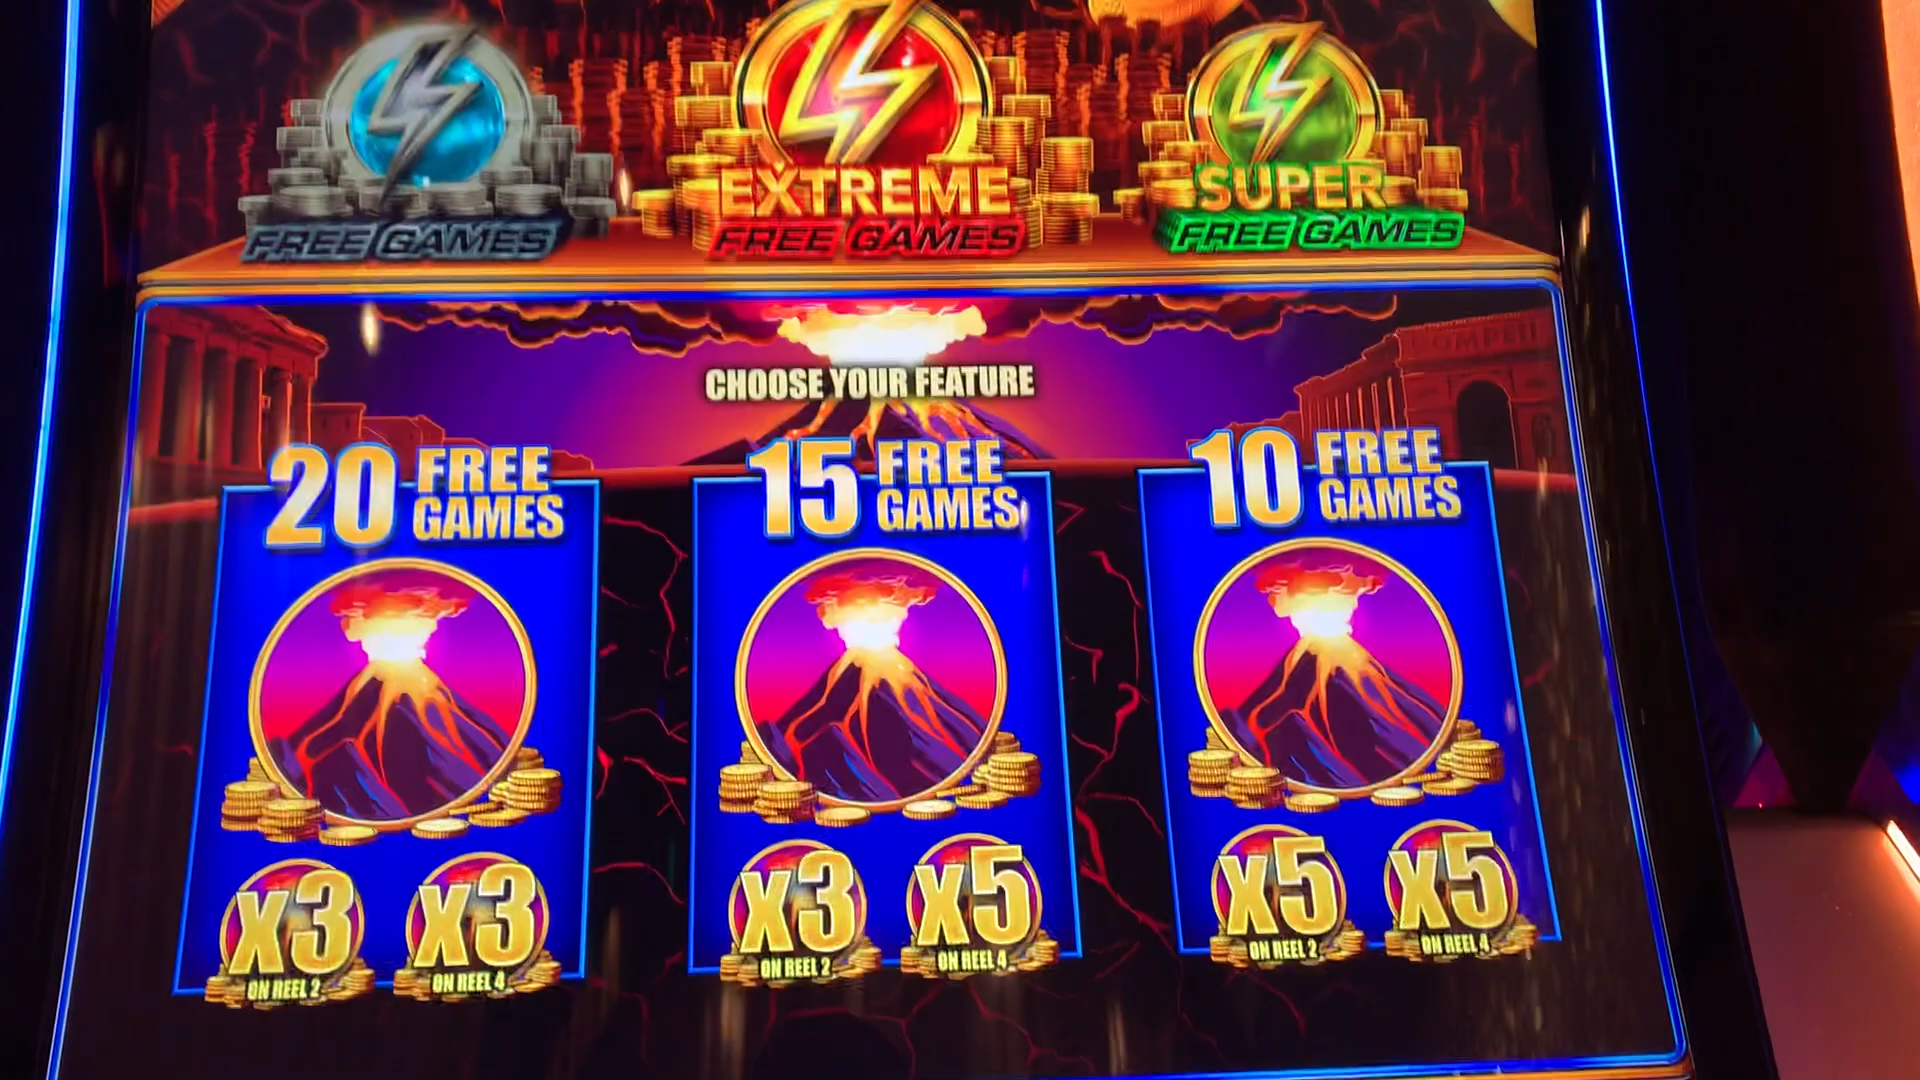 FREE GAMES
EXTREME
FREE GAMES
SUPER
FREE GAMES
POMPEII
CHOOSE YOUR FEATURE
20 FREE
GAMES
15 FREE
GAMES
10 FREE
GAMES
X3
ON REEL 2
X3
ON REEL 4
X3
ON REEL 2
X5
ON REEL 4
X5
ON REEL 2
X5
ON REEL 4